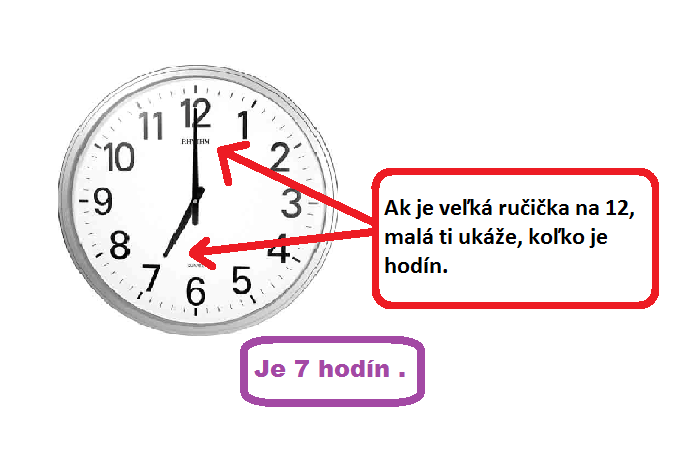 12
11
1
RHYTHM
10
2
9
3
8
4
7
5
6
Ak je veľká ručička na 12,
malá ti ukáže, koľko je
hodín.
Je 7 hodín .